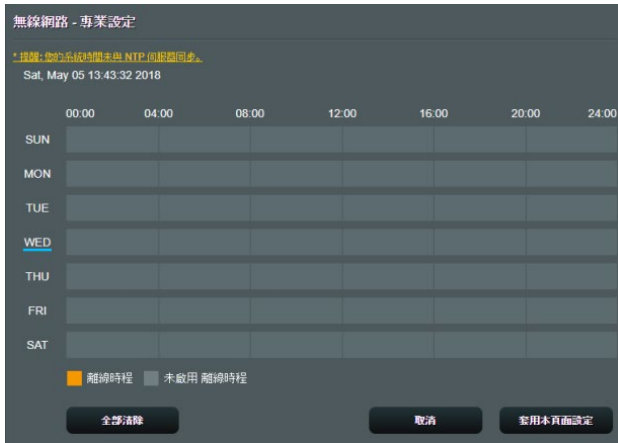 無線網路 - 專業設定
* 提醒: 您的系統時間未與 NTP 伺服器同步。
Sat, May 05 13:43:32 2018
00:00 04:00 08:00 12:00 16:00 20:00 24:00
SUN
MON
TUE
WED
THU
FRI
SAT
離線時程 未啟用 離線時程
全部清除 取消 套用本頁面設定